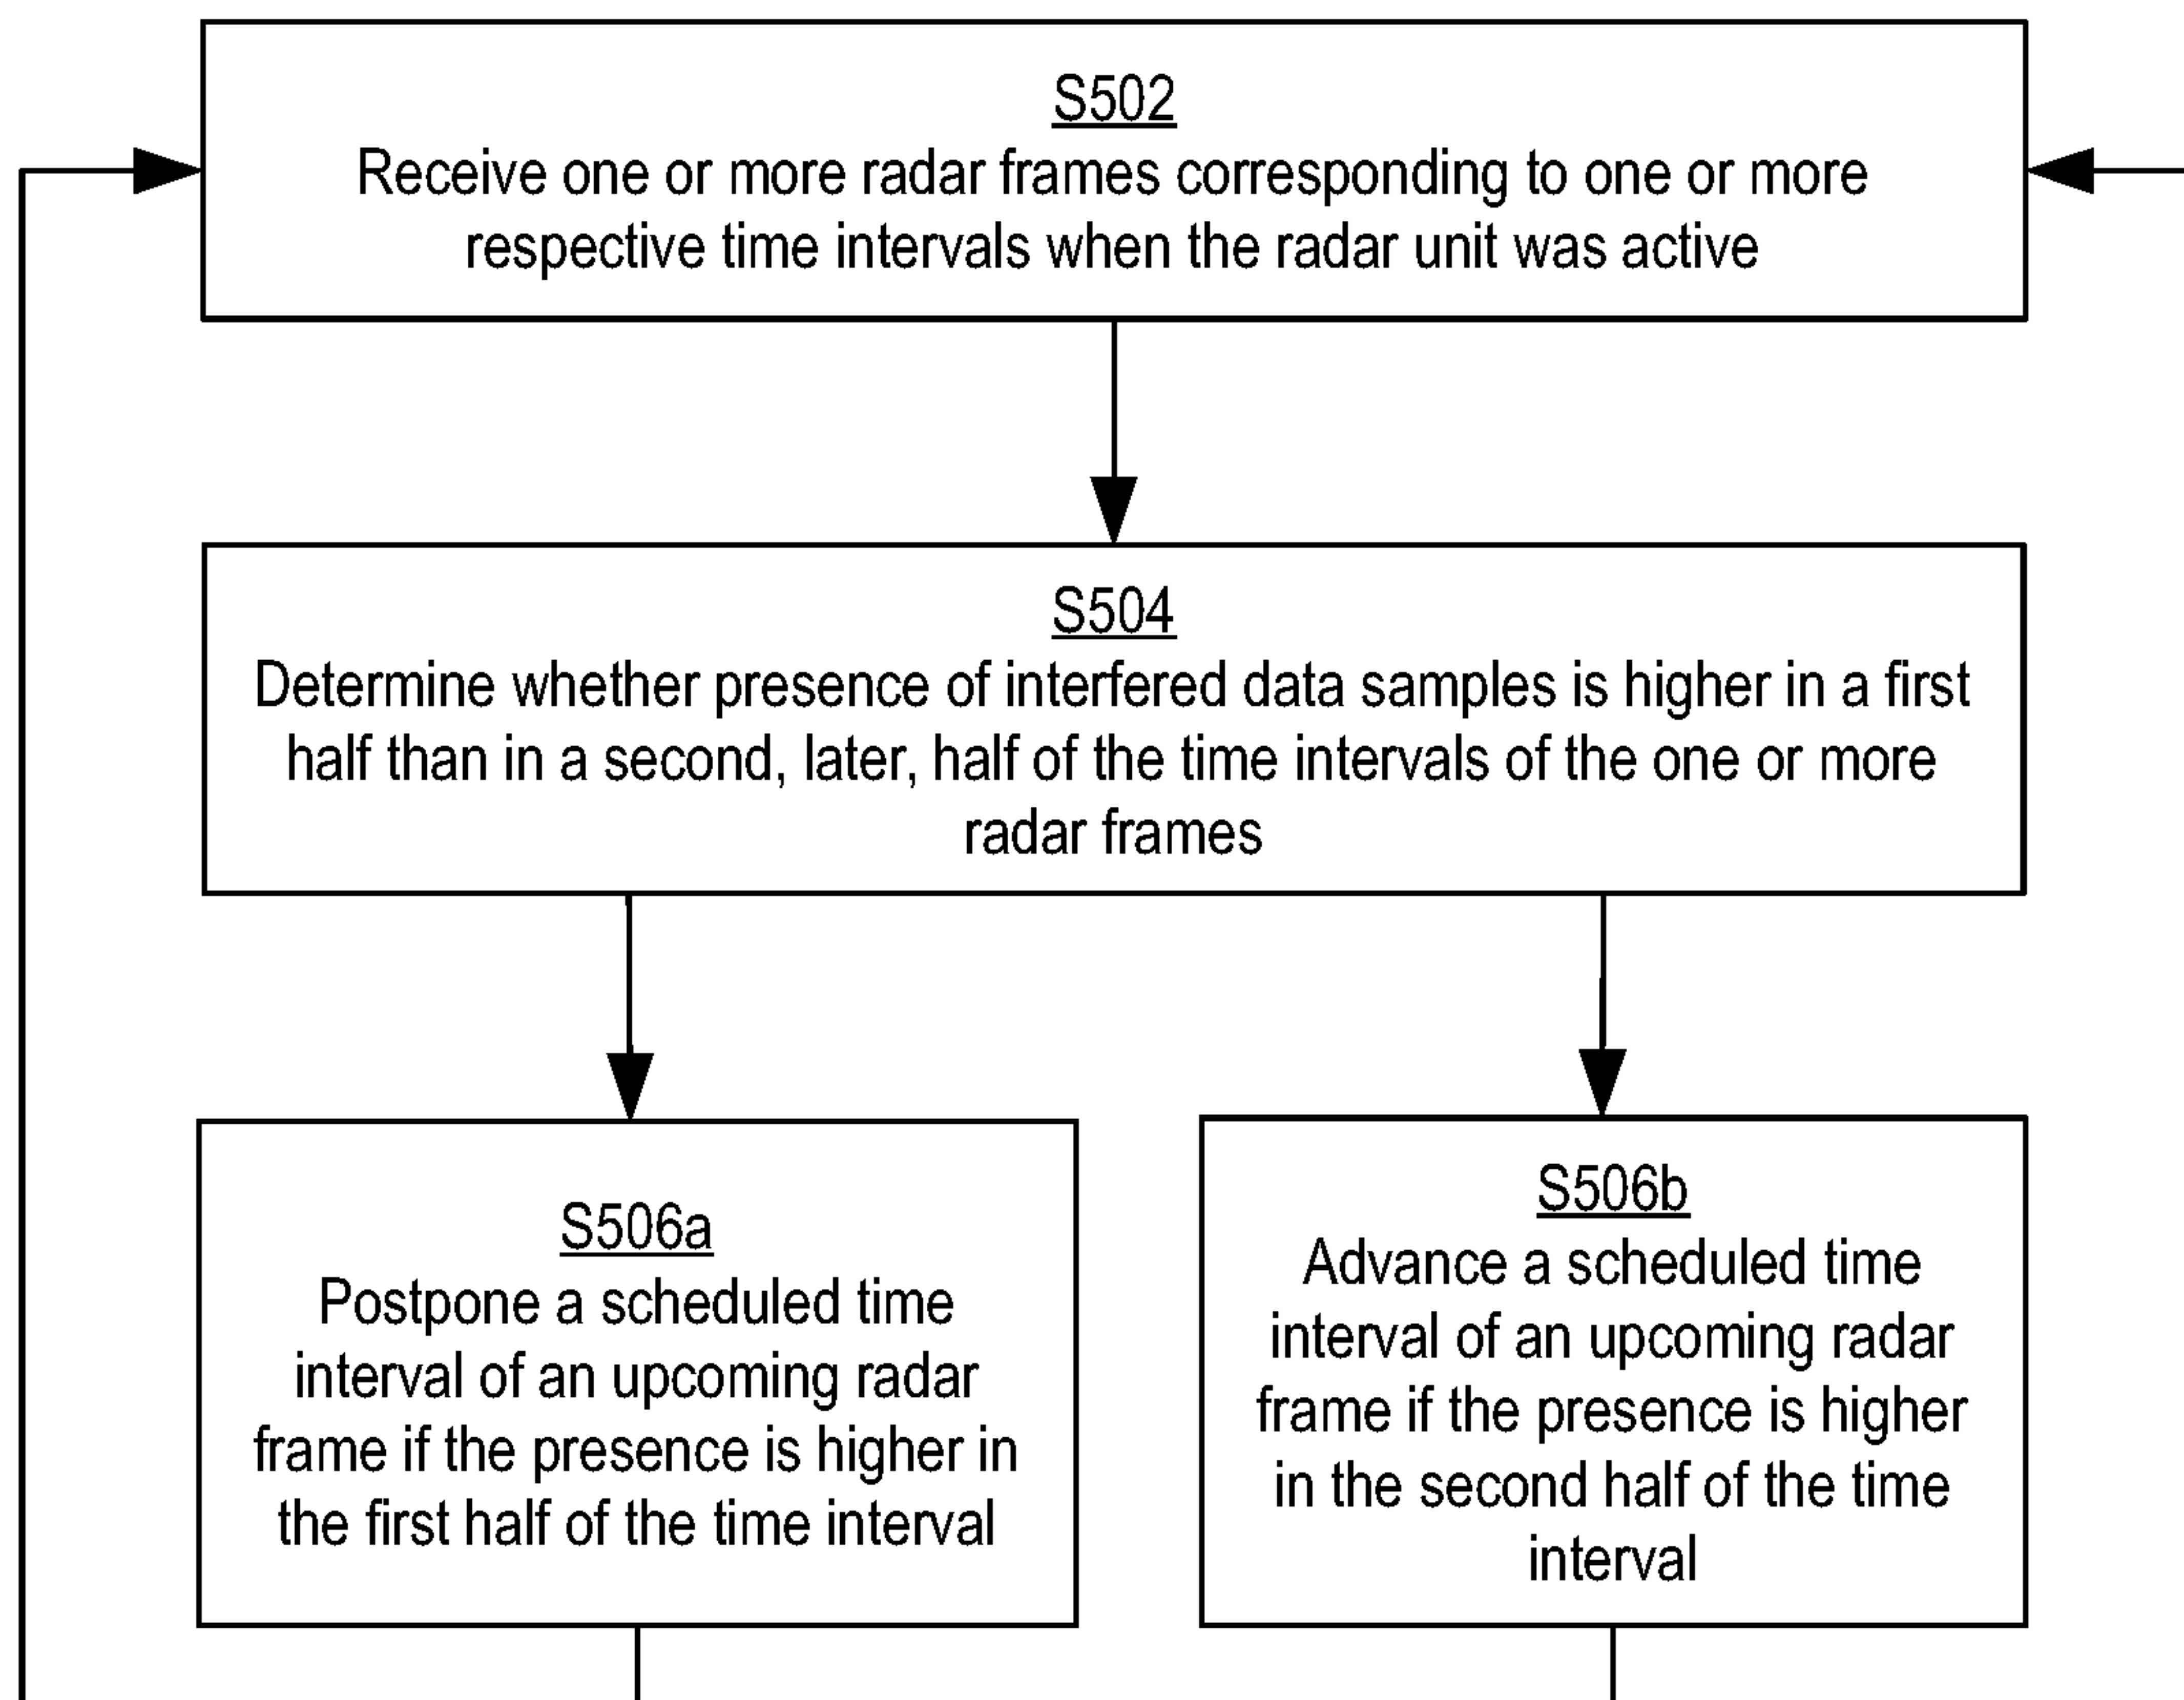 S502
Receive one or more radar frames corresponding to one or more
respective time intervals when the radar unit was active
S504
Determine whether presence of interfered data samples is higher in a first
half than in a second, later, half of the time intervals of the one or more
radar frames
S506a
Postpone a scheduled time
interval of an upcoming radar
frame if the presence is higher in
the first half of the time interval
S506b
Advance a scheduled time
interval of an upcoming radar
frame if the presence is higher
in the second half of the time
interval